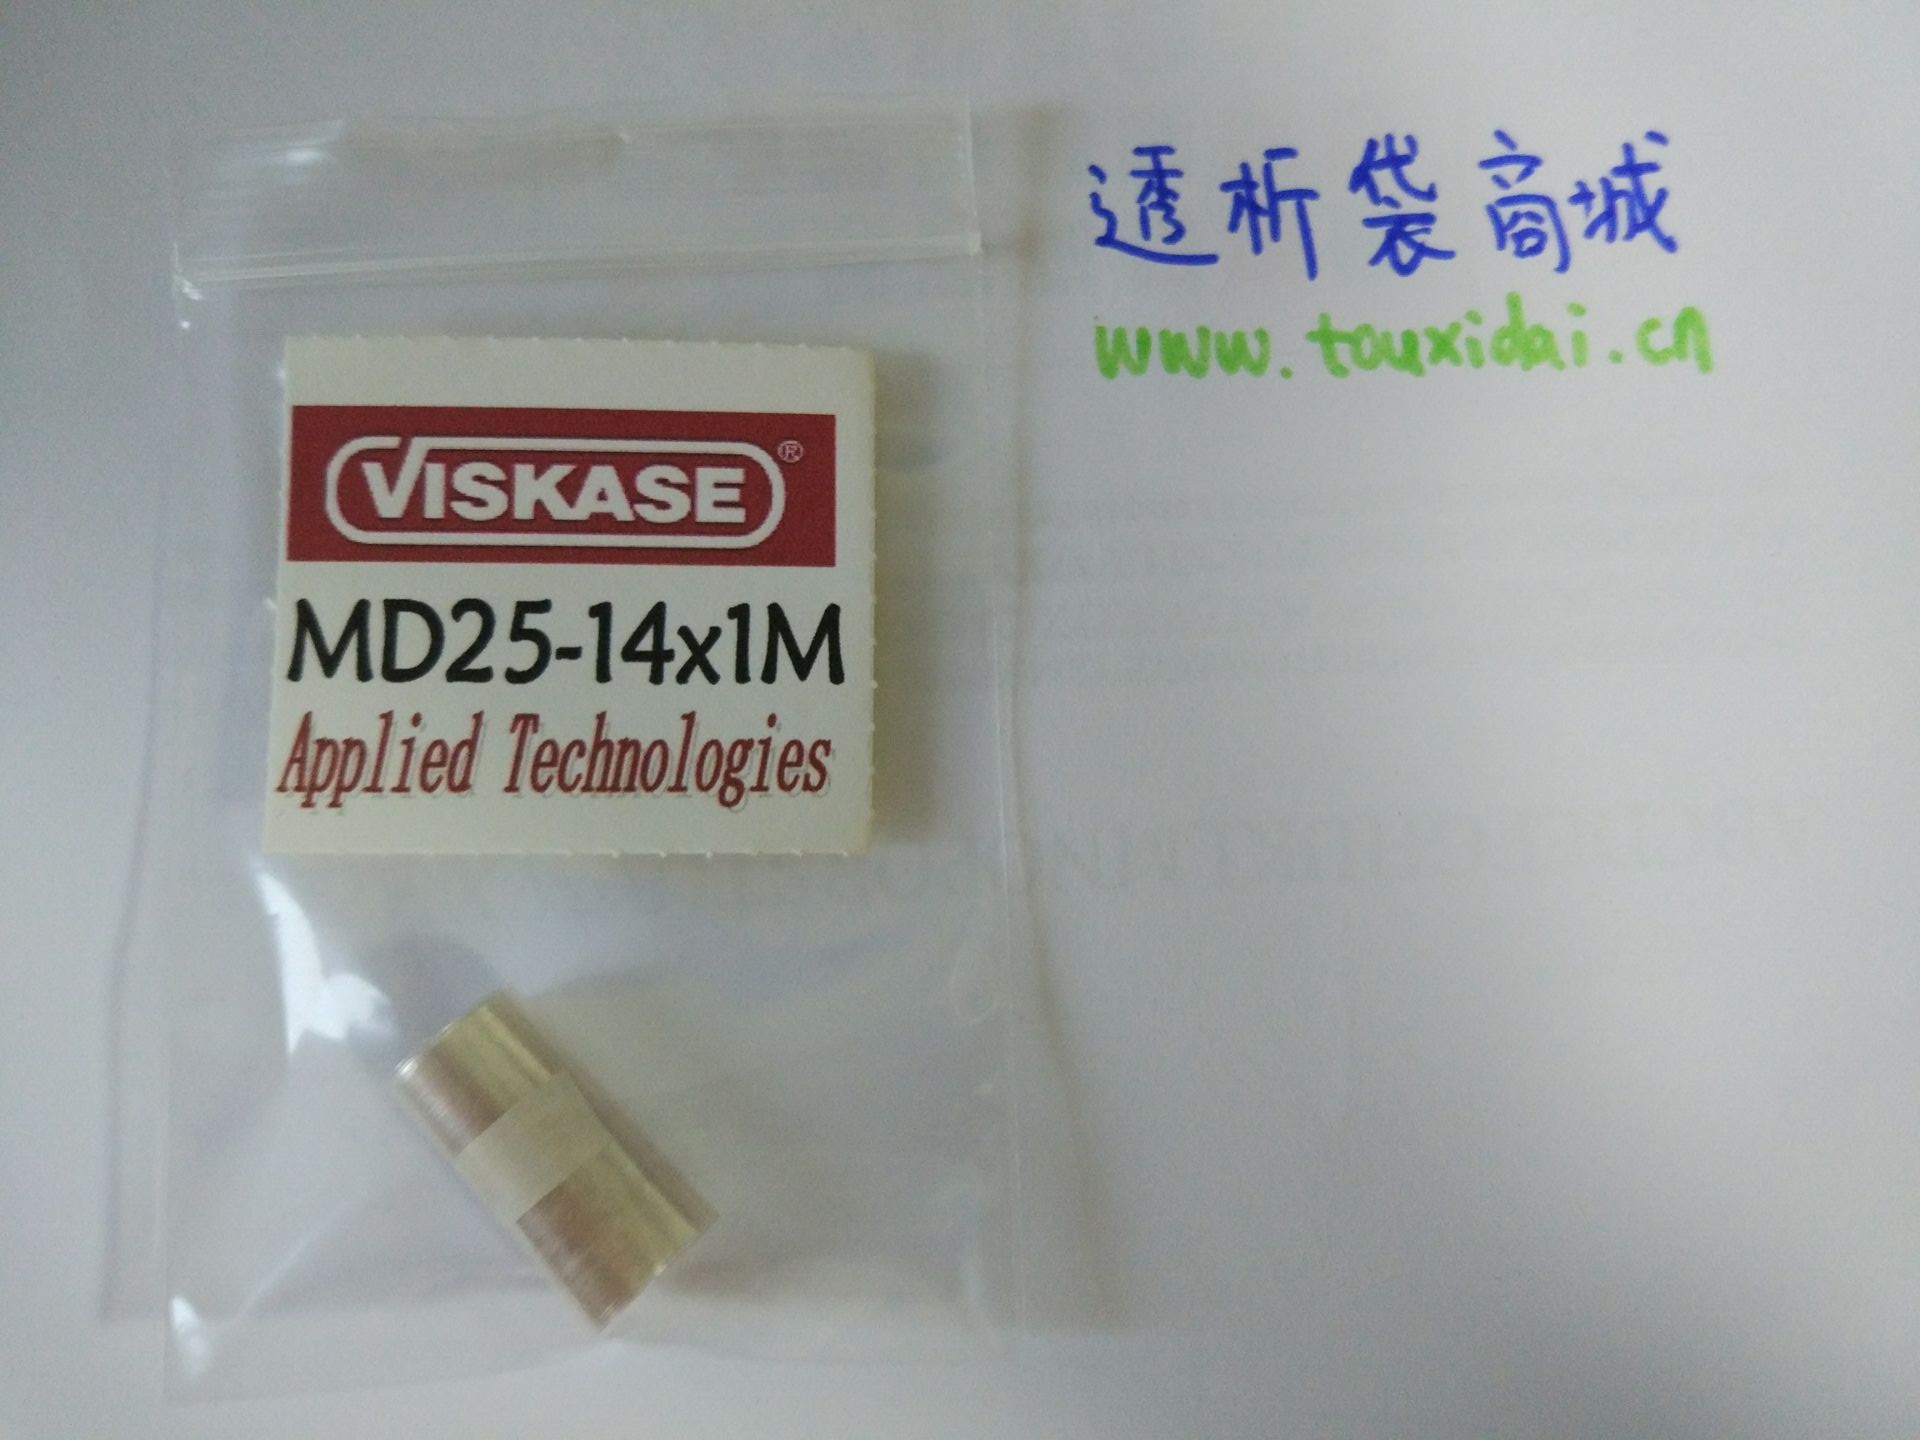 透析袋商城
www.touxidai.cn
VISKASE®
MD25-14x1M
Applied Technologies